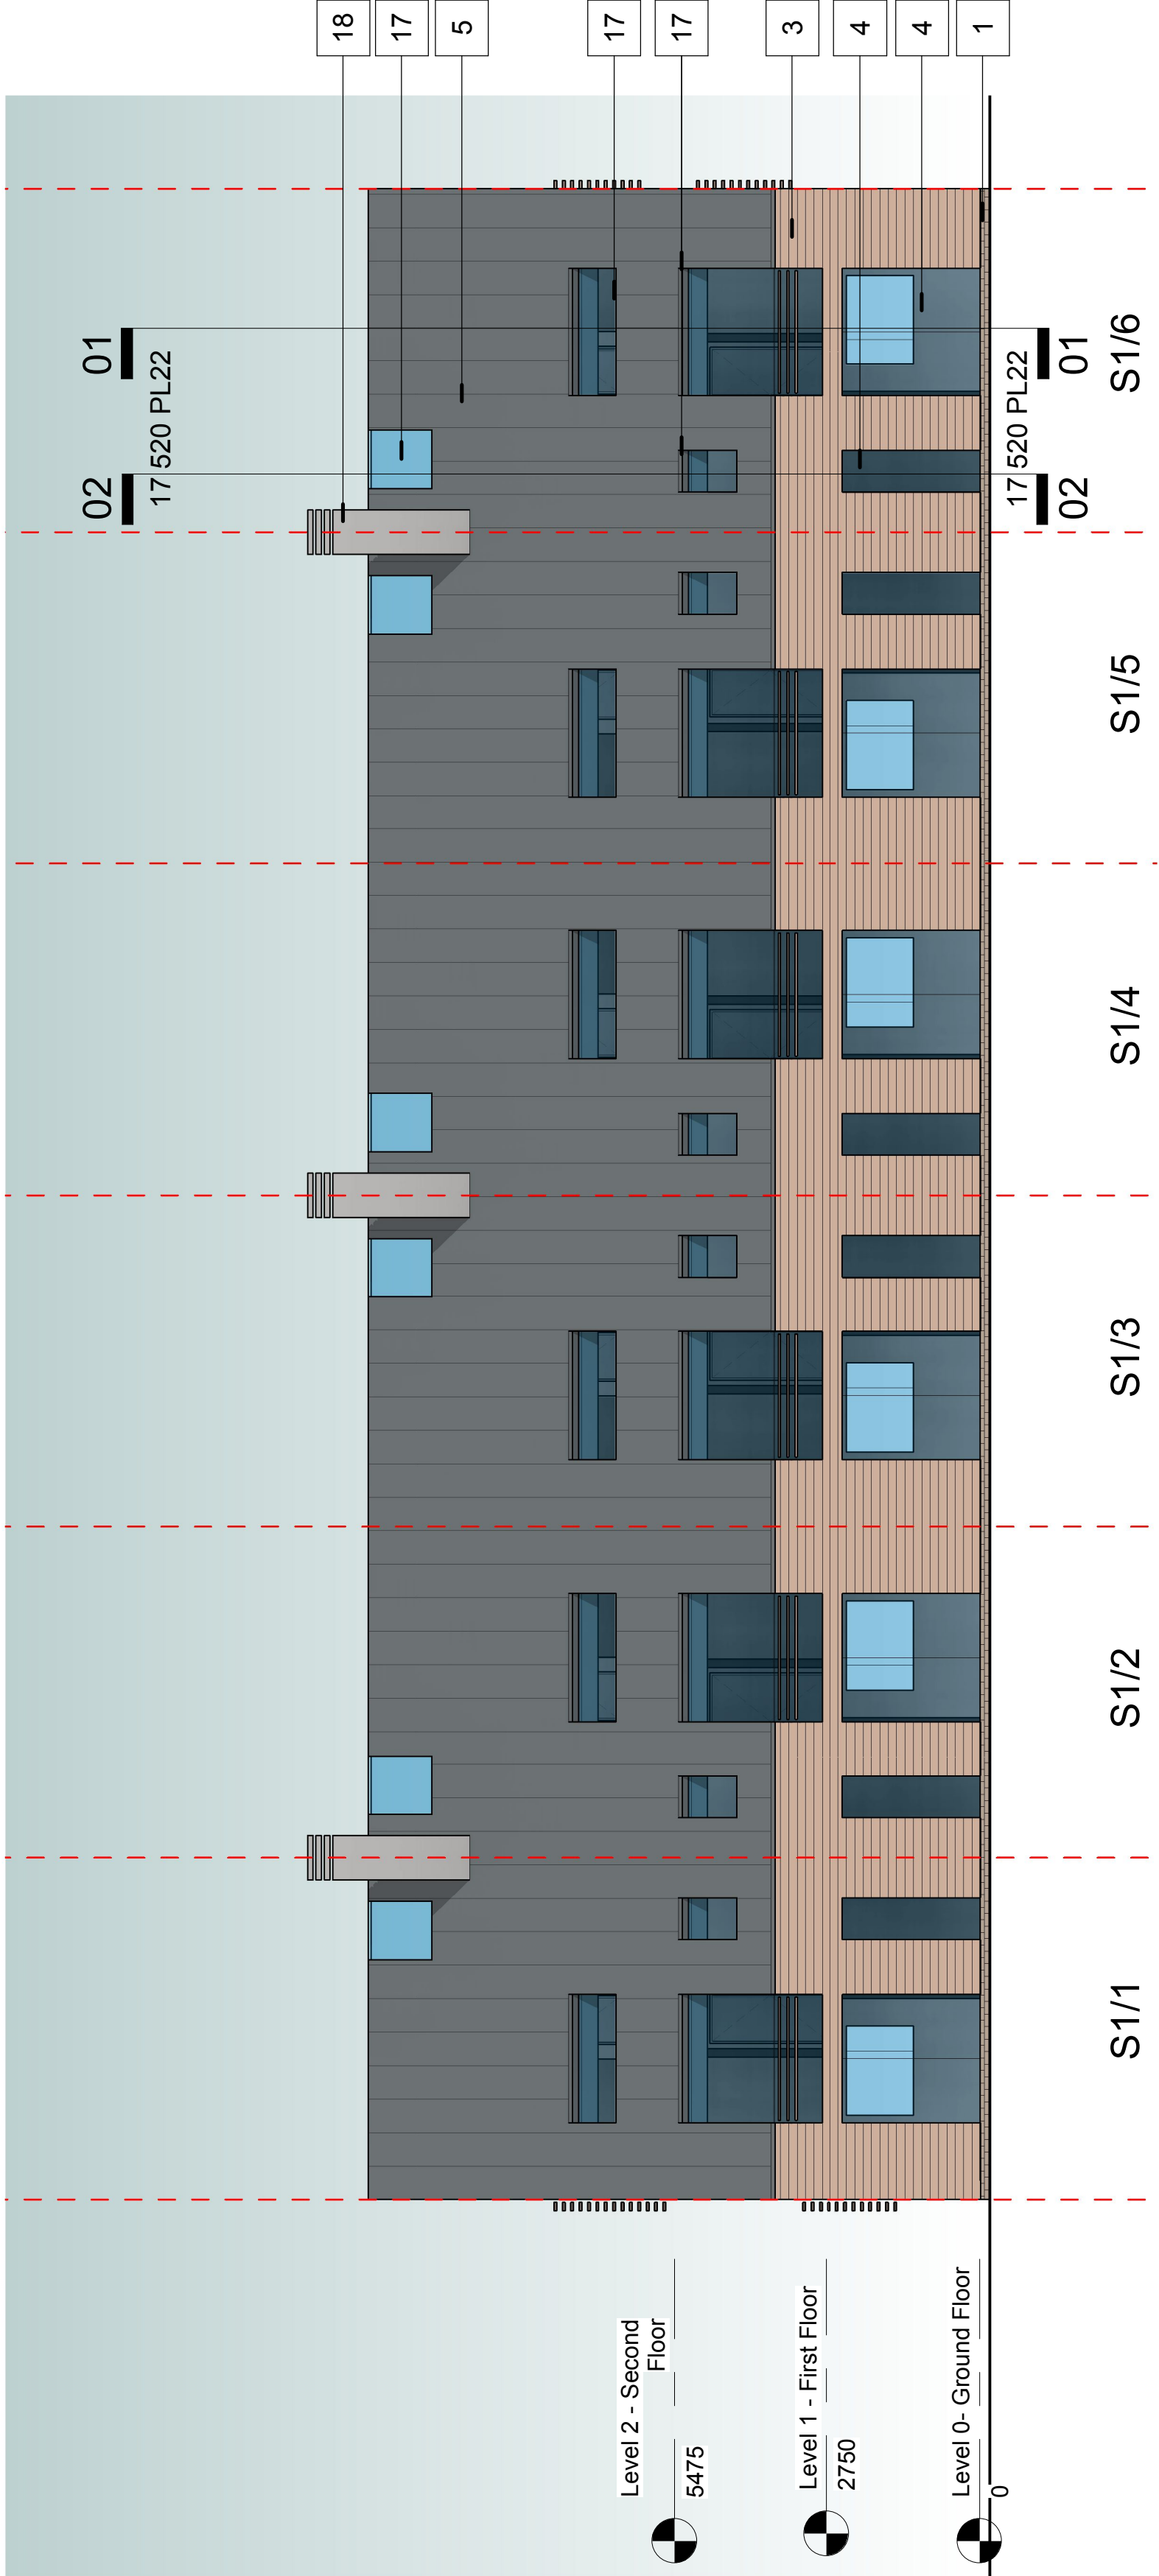 18
17
5
17
17
3
4
4
1
01
17 520 PL22
02
01
17 520 PL22
02
S1/1
S1/2
S1/3
S1/4
S1/5
S1/6
Level 2 - Second
Floor
5475
Level 1 - First Floor
2750
Level 0- Ground Floor
0